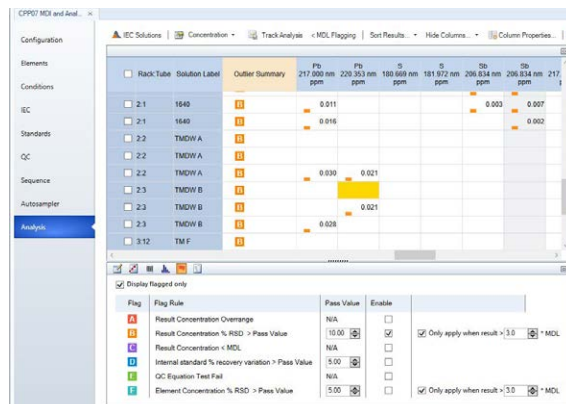 CPP07 MDI and Anal... ×
IEC Solutions Concentration Track Analysis < MDL Flagging Sort Results... Hide Columns... Column Properties...
Configuration
Elements
Conditions
IEC
Standards
QC
Sequence
Autosampler
Analysis
Rack:Tube Solution Label Outlier Summary Pb 217.000 nm ppm Pb 220.353 nm ppm S 180.669 nm ppm S 181.972 nm ppm Sb 206.834 nm ppm Sb 206.834 nm ppm 217.
2:1 1640 B 0.011 0.003 0.007
2:1 1640 B 0.016 0.002
2:2 TMDW A B
2:2 TMDW A B
2:2 TMDW A B 0.030 0.021
2:3 TMDW B B
2:3 TMDW B B 0.021
2:3 TMDW B B 0.028
3:12 TM F B
Display flagged only
Flag Flag Rule Pass Value Enable
A Result Concentration Overrange N/A
B Result Concentration % RSD > Pass Value 10.00 Only apply when result > 3.0 * MDL
C Result Concentration < MDL N/A
D Internal standard % recovery variation > Pass Value 5.00
E QC Equation Test Fail N/A
F Element Concentration % RSD > Pass Value 5.00 Only apply when result > 3.0 * MDL